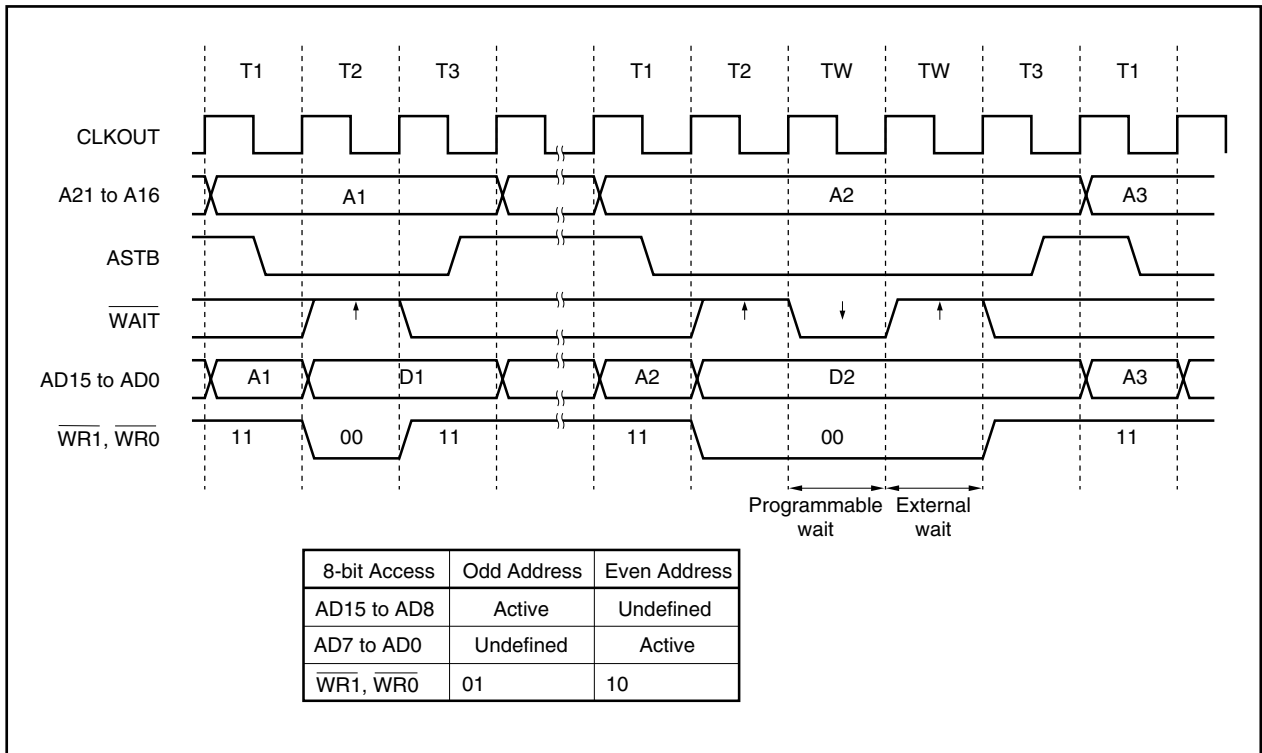 T1 T2 T3 T1 T2 TW TW T3 T1
CLKOUT
A21 to A16 A1 A2 A3
ASTB
WAIT
AD15 to AD0 A1 D1 A2 D2 A3
WR1, WR0 11 00 11 11 00 11
Programmable wait
External wait
8-bit Access Odd Address Even Address
AD15 to AD8 Active Undefined
AD7 to AD0 Undefined Active
WR1, WR0 01 10